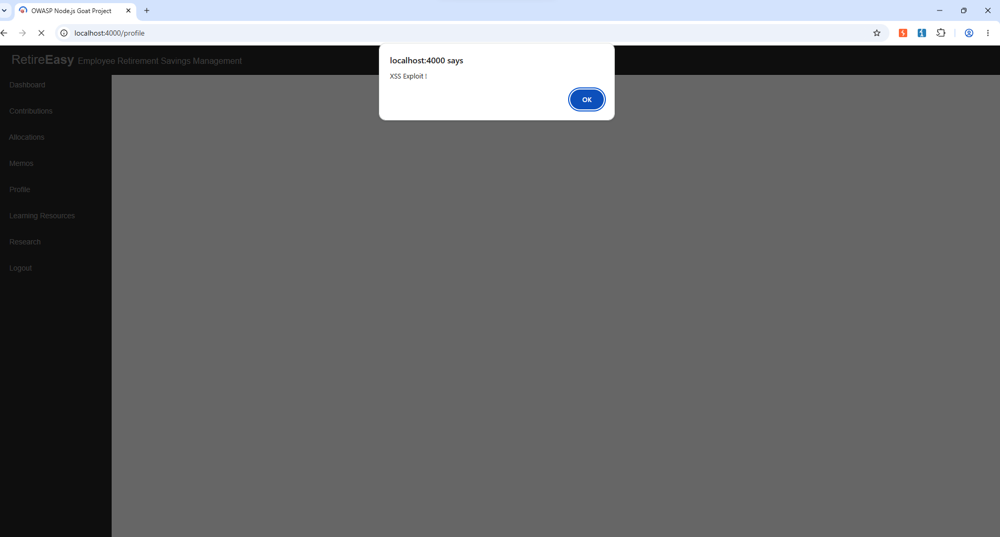 OWASP Node.js Goat Project
localhost:4000/profile
RetireEasy Employee Retirement Savings Management
localhost:4000 says
XSS Exploit !
OK
Dashboard
Contributions
Allocations
Memos
Profile
Learning Resources
Research
Logout